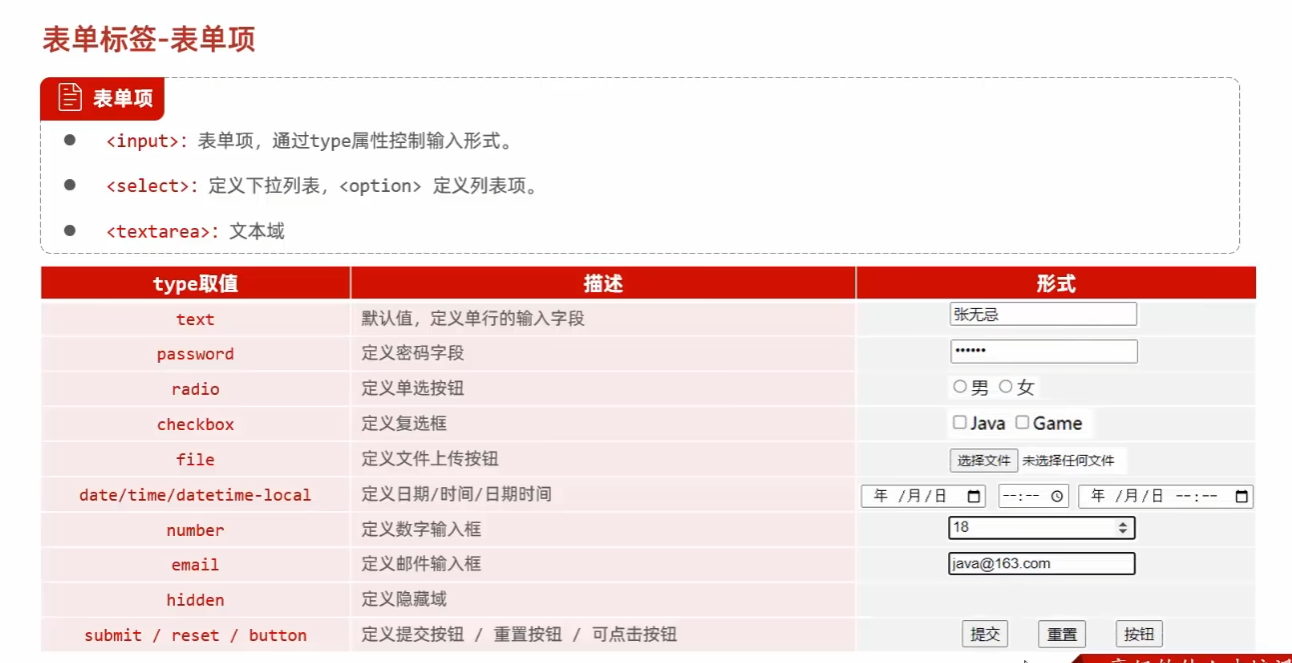 表单标签-表单项
表单项
<input>：表单项，通过type属性控制输入形式。
<select>：定义下拉列表，<option> 定义列表项。
<textarea>：文本域
type取值 描述 形式
text 默认值，定义单行的输入字段 张无忌
password 定义密码字段 ••••••
radio 定义单选按钮 男 女
checkbox 定义复选框 Java Game
file 定义文件上传按钮 选择文件 未选择任何文件
date/time/datetime-local 定义日期/时间/日期时间 年 /月/日 --:-- 年 /月/日 --:--
number 定义数字输入框 18
email 定义邮件输入框 java@163.com
hidden 定义隐藏域
submit / reset / button 定义提交按钮 / 重置按钮 / 可点击按钮 提交 重置 按钮